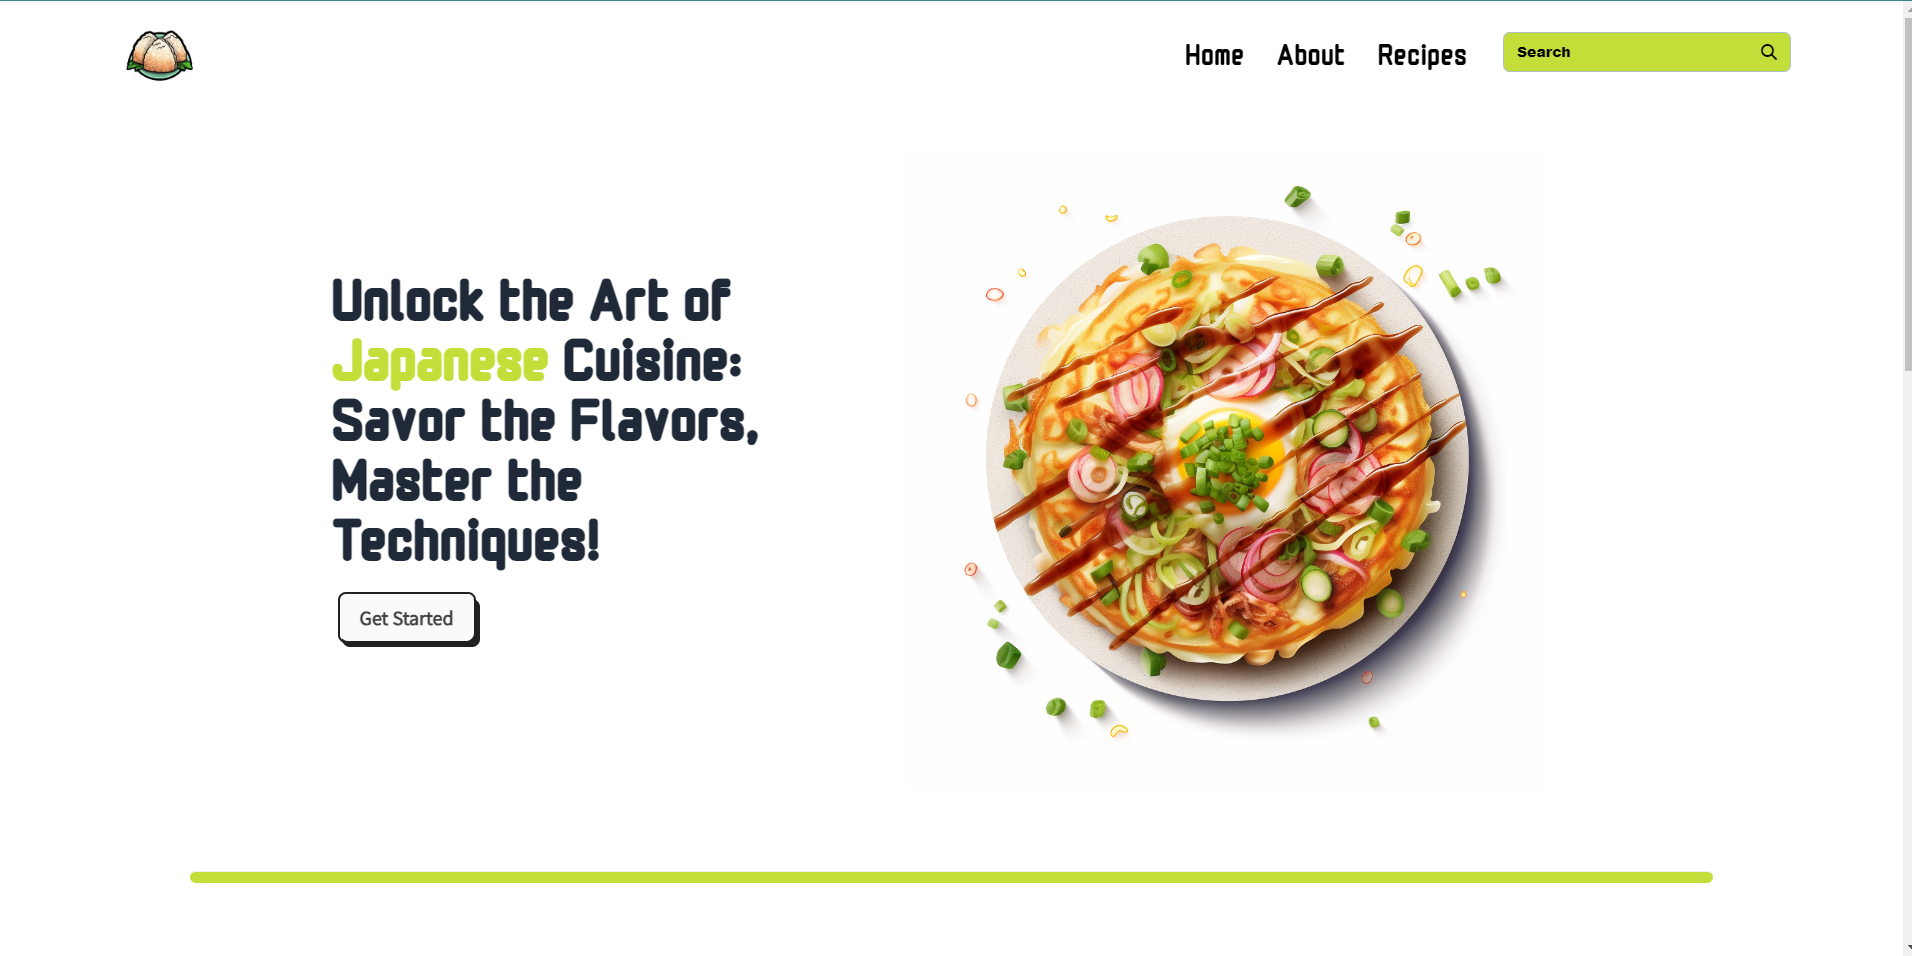 Home About Recipes Search
Unlock the Art of
Japanese Cuisine:
Savor the Flavors,
Master the
Techniques!
Get Started